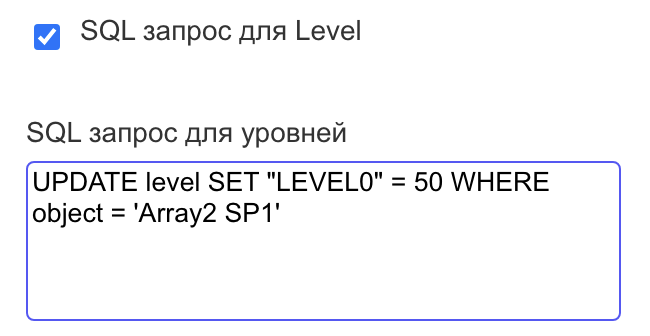 SQL запрос для Level
SQL запрос для уровней
UPDATE level SET "LEVEL0" = 50 WHERE
object = 'Array2 SP1'